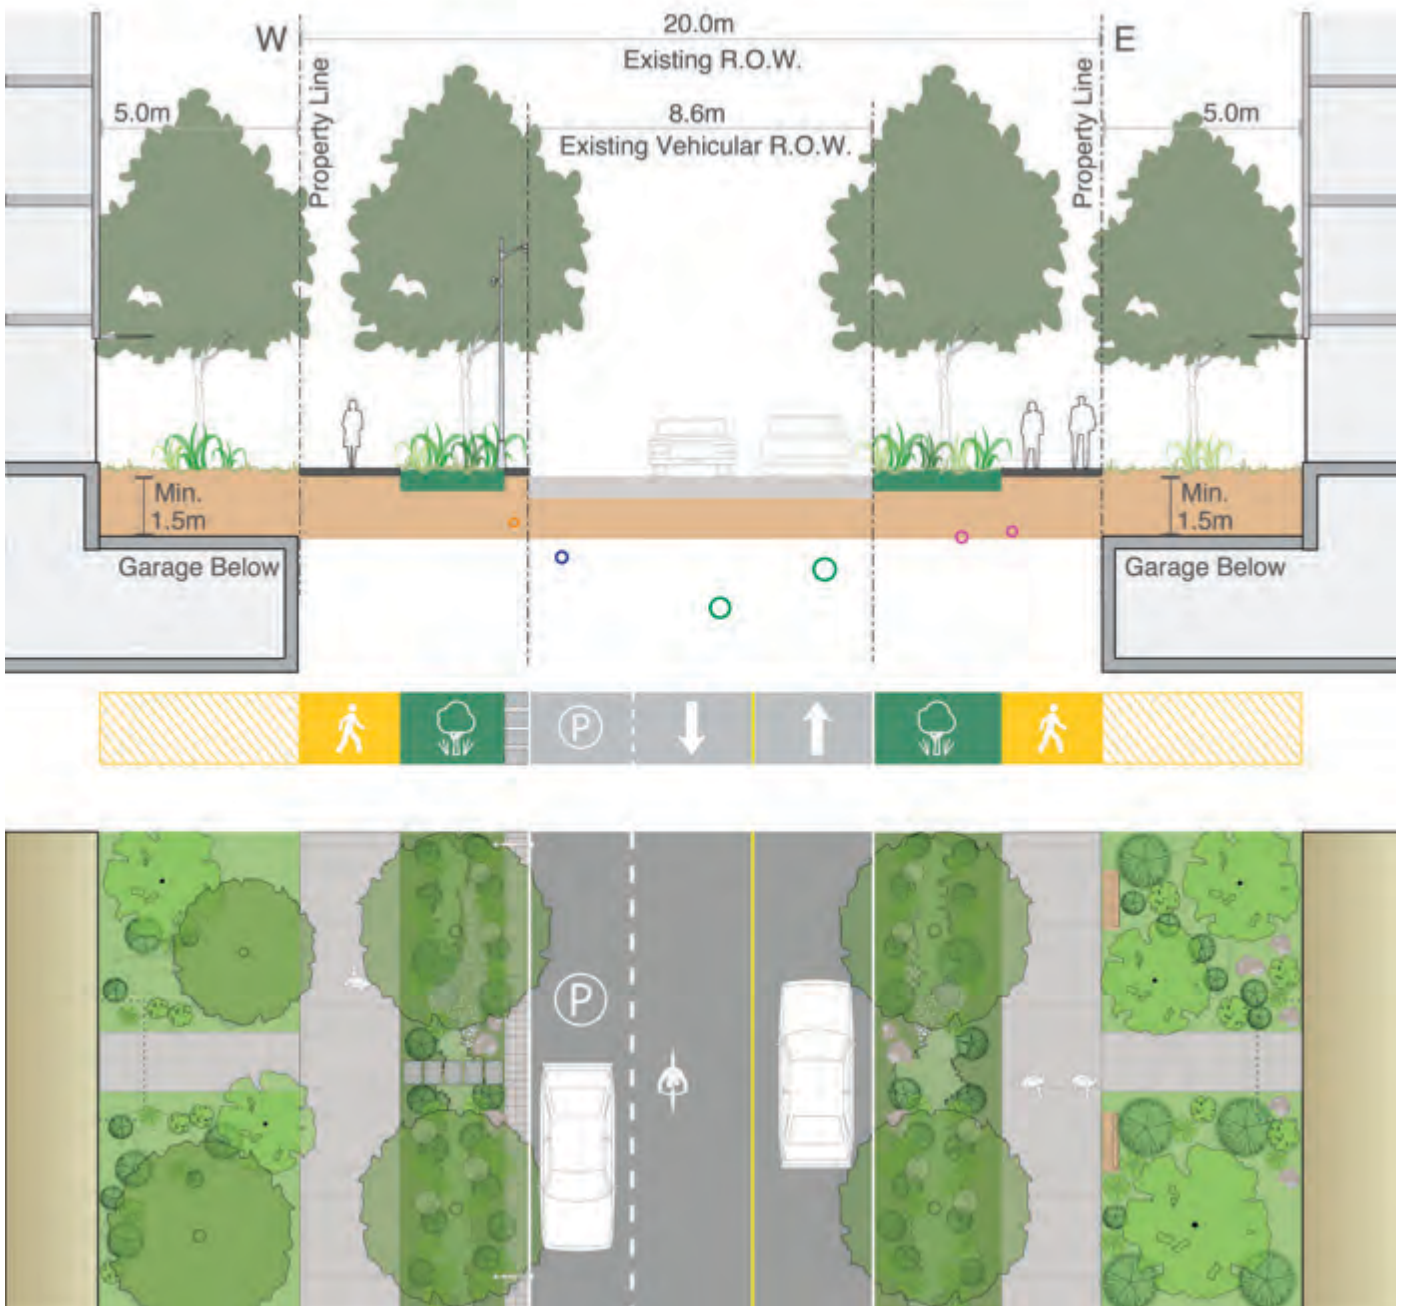 W
20.0m
E
Existing R.O.W.
Property Line
Property Line
5.0m
8.6m
5.0m
Existing Vehicular R.O.W.
Min.
1.5m
Min.
1.5m
Garage Below
Garage Below
P
P